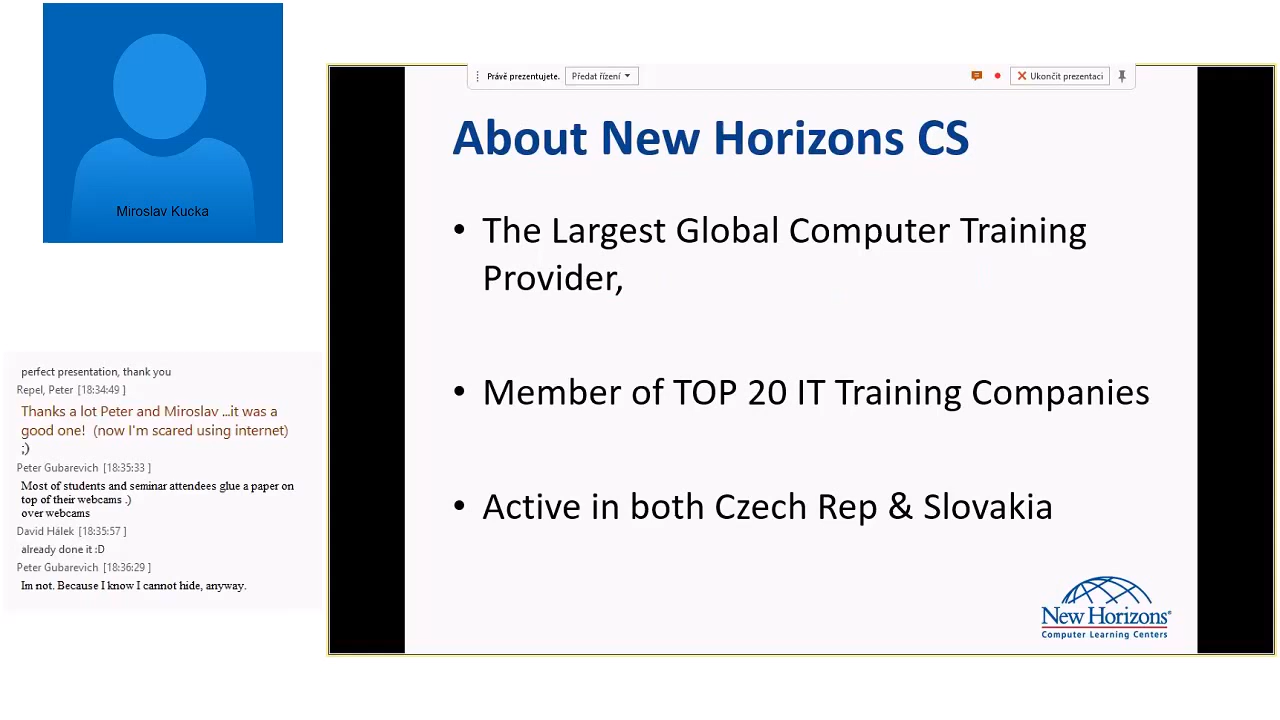 Miroslav Kucka
perfect presentation, thank you
Repel, Peter [18:34:49 ]
Thanks a lot Peter and Miroslav ...it was a
good one!  (now I'm scared using internet)
;)
Peter Gubarevich [18:35:33 ]
Most of students and seminar attendees glue a paper on
top of their webcams .)
over webcams
David Hálek [18:35:57 ]
already done it :D
Peter Gubarevich [18:36:29 ]
Im not. Because I know I cannot hide, anyway.
Právě prezentujete. Předat řízení Ukončit prezentaci
About New Horizons CS
• The Largest Global Computer Training
Provider,
• Member of TOP 20 IT Training Companies
• Active in both Czech Rep & Slovakia
New Horizons®
Computer Learning Centers